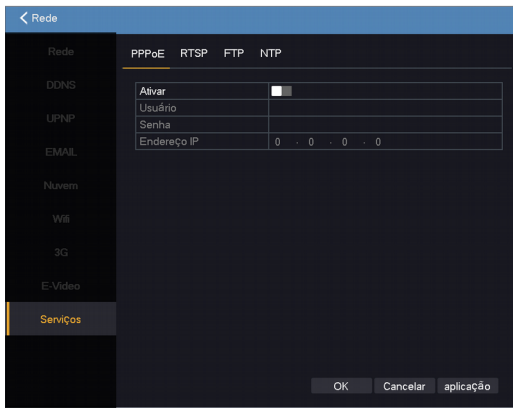 Rede
Rede
DDNS
UPNP
EMAIL
Nuvem
Wifi
3G
E-Video
Serviços
PPPoE RTSP FTP NTP
Ativar
Usuário
Senha
Endereço IP 0 . 0 . 0 . 0
OK Cancelar aplicação